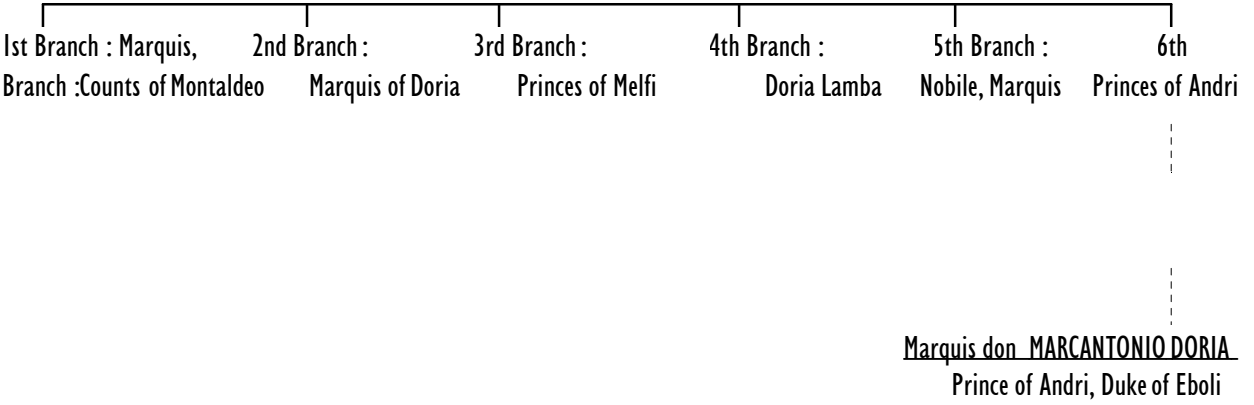 1st Branch : Marquis, 2nd Branch : 3rd Branch : 4th Branch : 5th Branch : 6th
Branch :Counts of Montaldeo Marquis of Doria Princes of Melfi Doria Lamba Nobile, Marquis Princes of Andri
Marquis don MARCANTONIO DORIA
Prince of Andri, Duke of Eboli